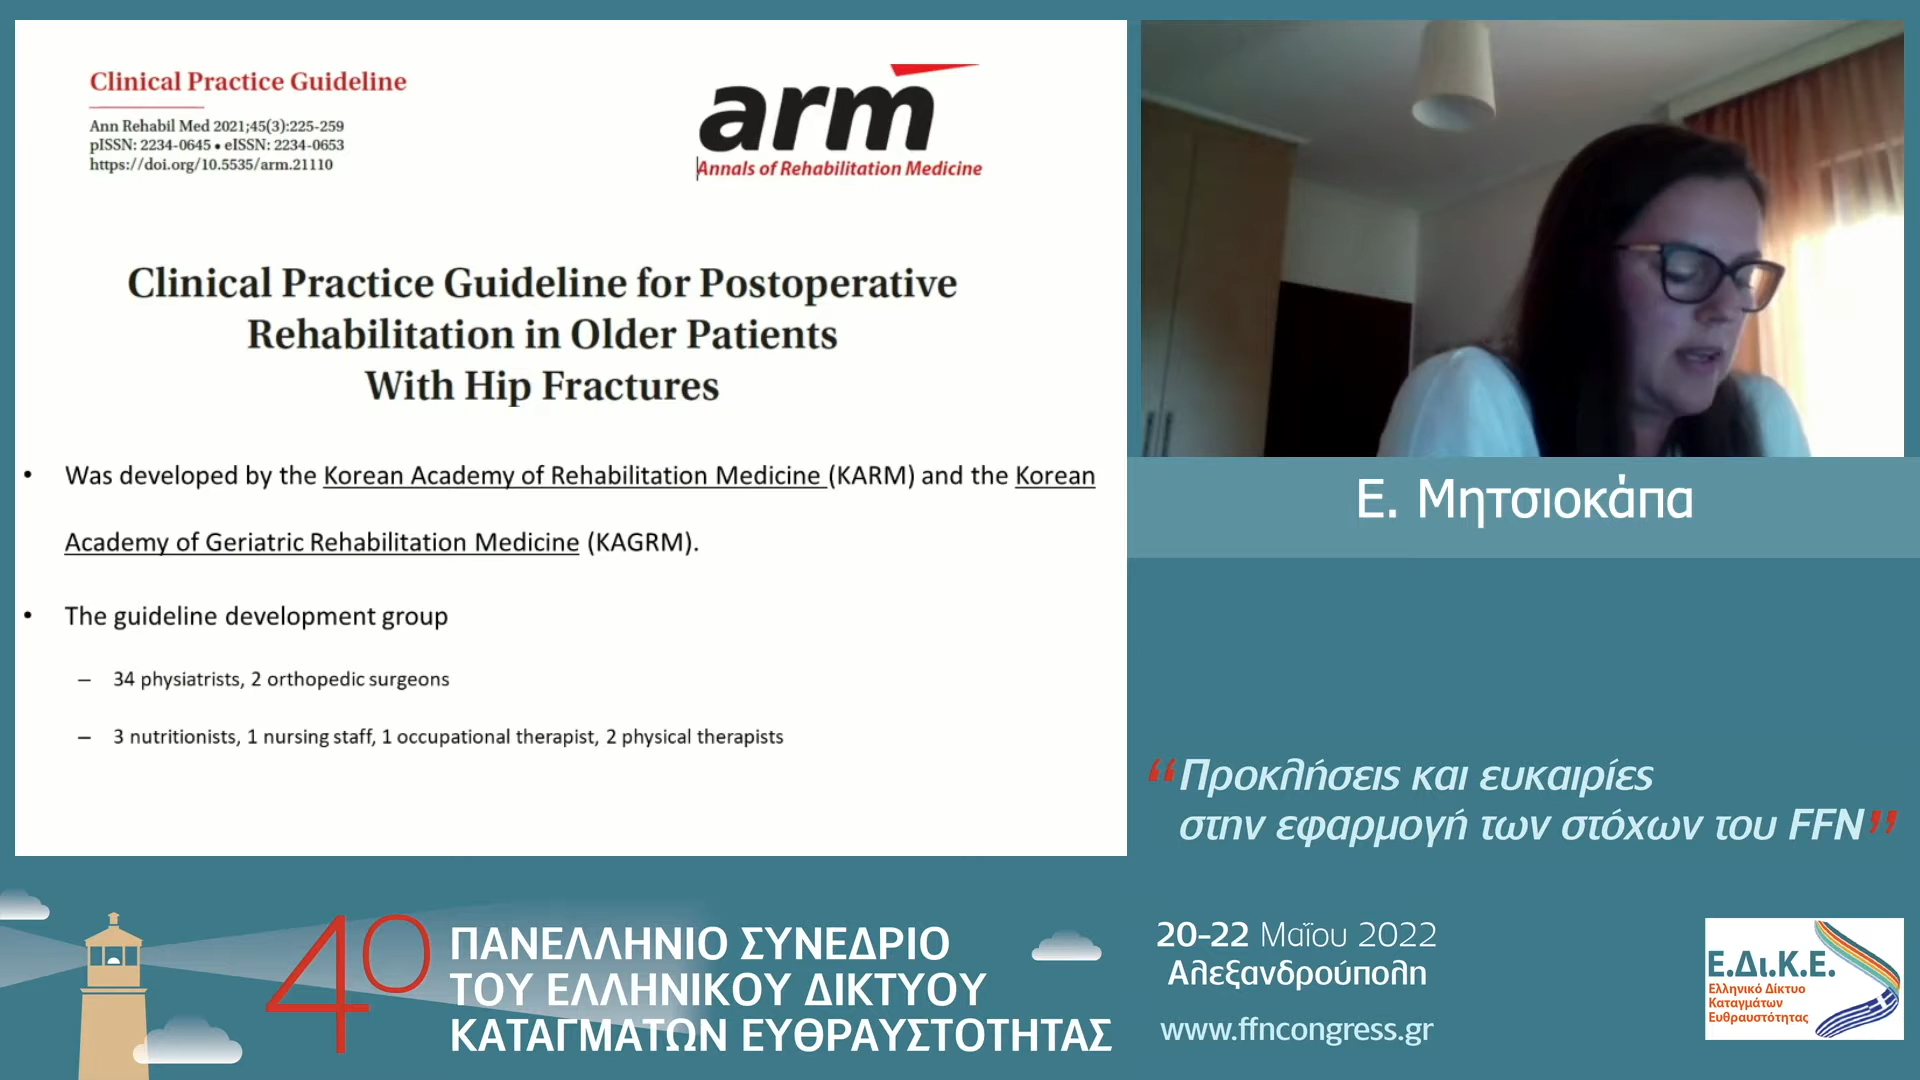 Clinical Practice Guideline
Ann Rehabil Med 2021;45(3):225-259
pISSN: 2234-0645 • eISSN: 2234-0653
https://doi.org/10.5535/arm.21110
arm
Annals of Rehabilitation Medicine
Clinical Practice Guideline for Postoperative
Rehabilitation in Older Patients
With Hip Fractures
• Was developed by the Korean Academy of Rehabilitation Medicine (KARM) and the Korean
Academy of Geriatric Rehabilitation Medicine (KAGRM).
• The guideline development group
– 34 physiatrists, 2 orthopedic surgeons
– 3 nutritionists, 1 nursing staff, 1 occupational therapist, 2 physical therapists
Ε. Μητσιοκάπα
“Προκλήσεις και ευκαιρίες
στην εφαρμογή των στόχων του FFN”
4ο
ΠΑΝΕΛΛΗΝΙΟ ΣΥΝΕΔΡΙΟ
ΤΟΥ ΕΛΛΗΝΙΚΟΥ ΔΙΚΤΥΟΥ
ΚΑΤΑΓΜΑΤΩΝ ΕΥΘΡΑΥΣΤΟΤΗΤΑΣ
20-22 Μαΐου 2022
Αλεξανδρούπολη
www.ffncongress.gr
Ε.Δι.Κ.Ε.
Ελληνικό Δίκτυο
Καταγμάτων
Ευθραυστότητας